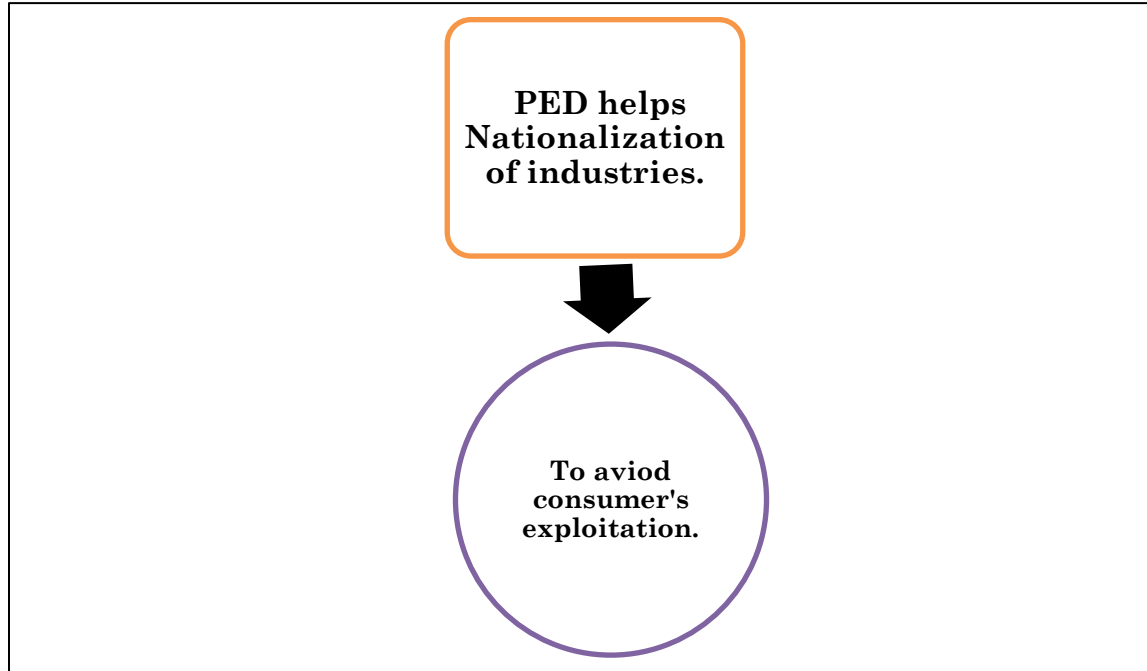 PED helps
Nationalization
of industries.
To aviod
consumer's
exploitation.